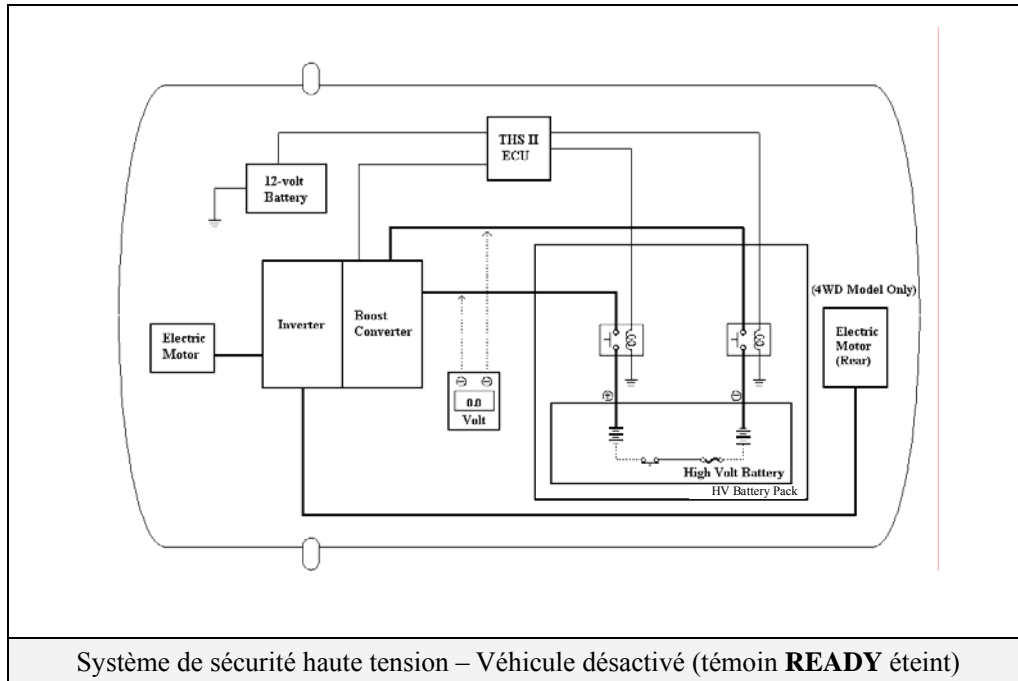 THS II
ECU
12-volt
Battery
(4WD Model Only)
Inverter
Boost
Converter
Electric
Motor
Electric
Motor
(Rear)
0.0
Volt
High Volt Battery
HV Battery Pack
Système de sécurité haute tension – Véhicule désactivé (témoin READY éteint)